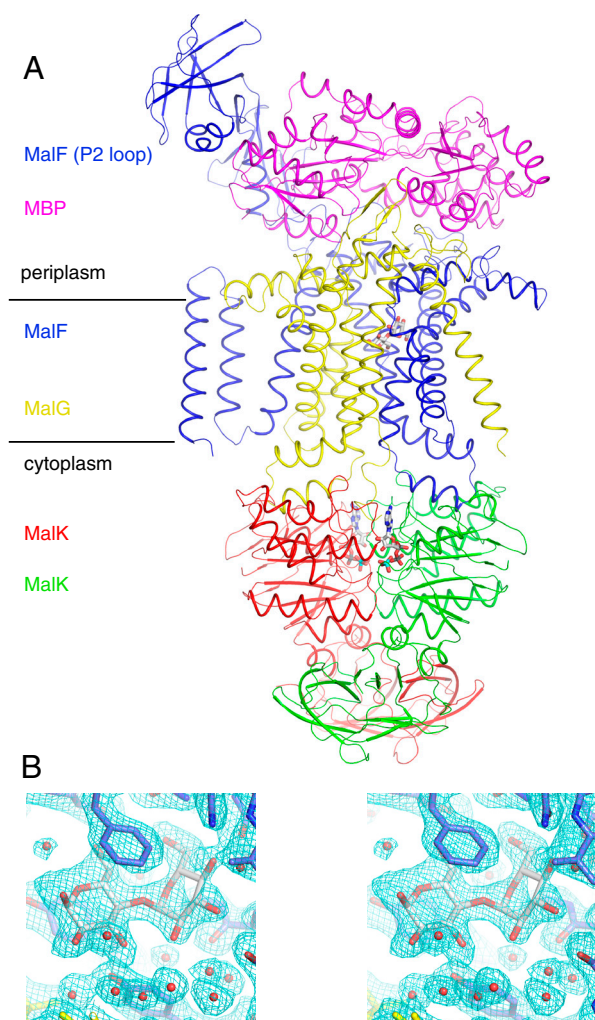 A
MalF (P2 loop)
MBP
periplasm
MalF
MalG
cytoplasm
MalK
MalK
B